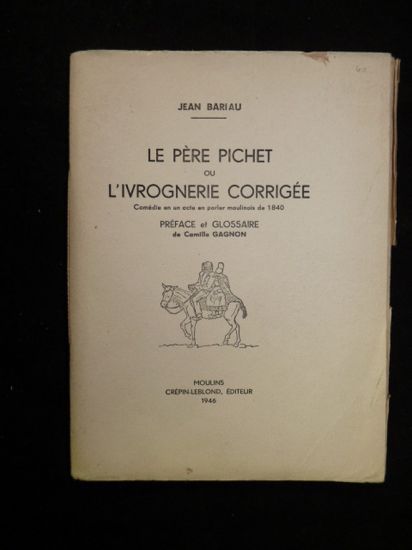 JEAN BARIAU
LE PÈRE PICHET
OU
L'IVROGNERIE CORRIGÉE
Comédie en un acte en parler moulinois de 1840
PRÉFACE et GLOSSAIRE
de Camille GAGNON
MOULINS
CRÉPIN-LEBLOND, ÉDITEUR
1946